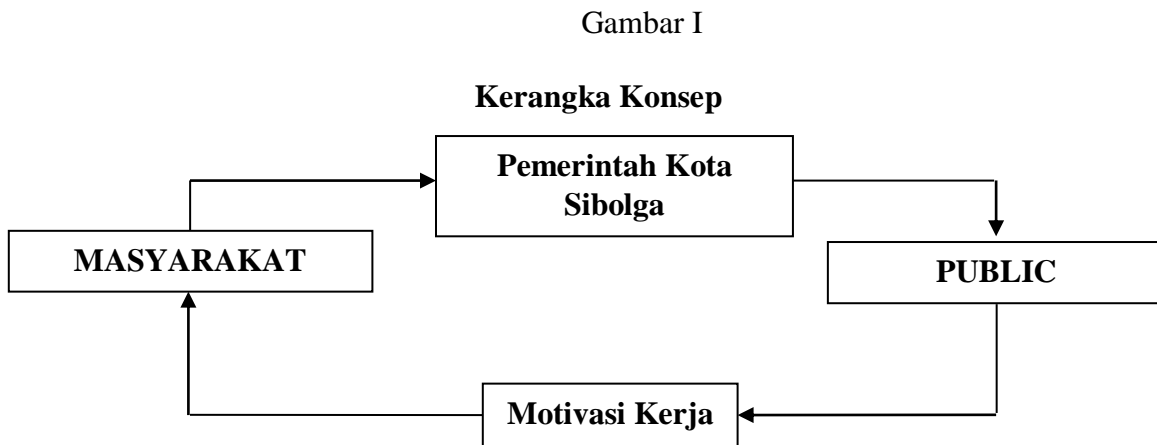 Gambar I
Kerangka Konsep
Pemerintah Kota
Sibolga
MASYARAKAT
PUBLIC
Motivasi Kerja